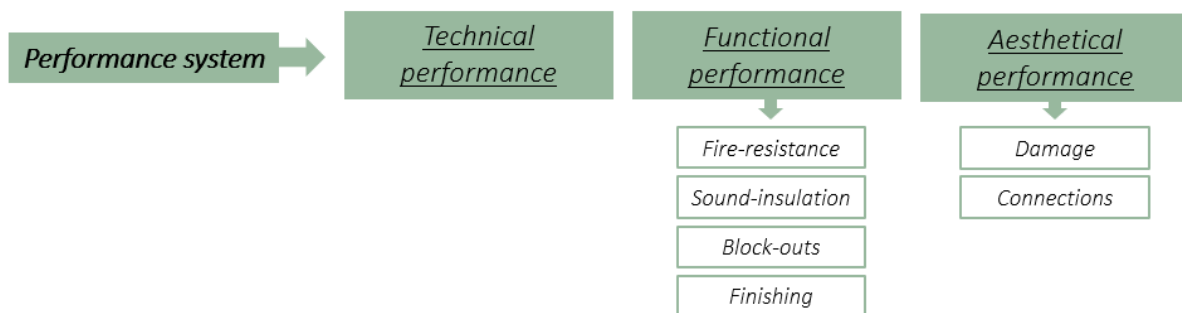 Performance system
Technical
performance
Functional
performance
Aesthetical
performance
Fire-resistance
Sound-insulation
Block-outs
Finishing
Damage
Connections